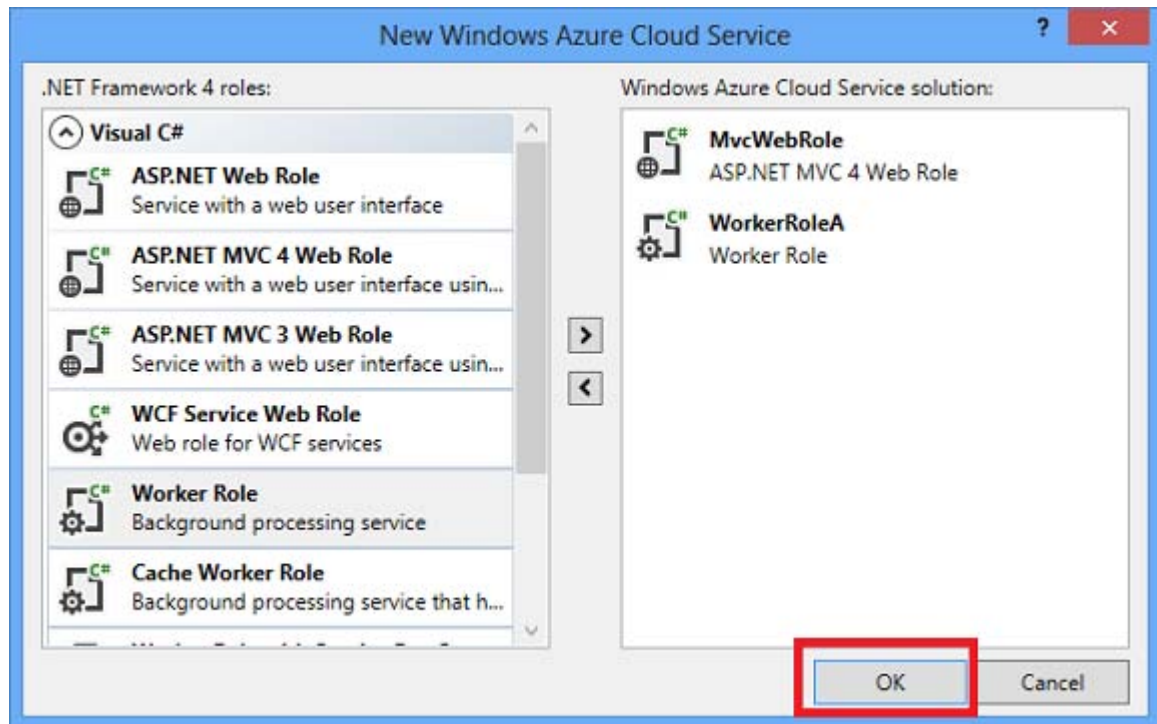 New Windows Azure Cloud Service
?
.NET Framework 4 roles:
Visual C#
C#
ASP.NET Web Role
Service with a web user interface
C#
ASP.NET MVC 4 Web Role
Service with a web user interface usin...
C#
ASP.NET MVC 3 Web Role
Service with a web user interface usin...
C#
WCF Service Web Role
Web role for WCF services
C#
Worker Role
Background processing service
C#
Cache Worker Role
Background processing service that h...
>
<
Windows Azure Cloud Service solution:
C#
MvcWebRole
ASP.NET MVC 4 Web Role
C#
WorkerRoleA
Worker Role
OK
Cancel